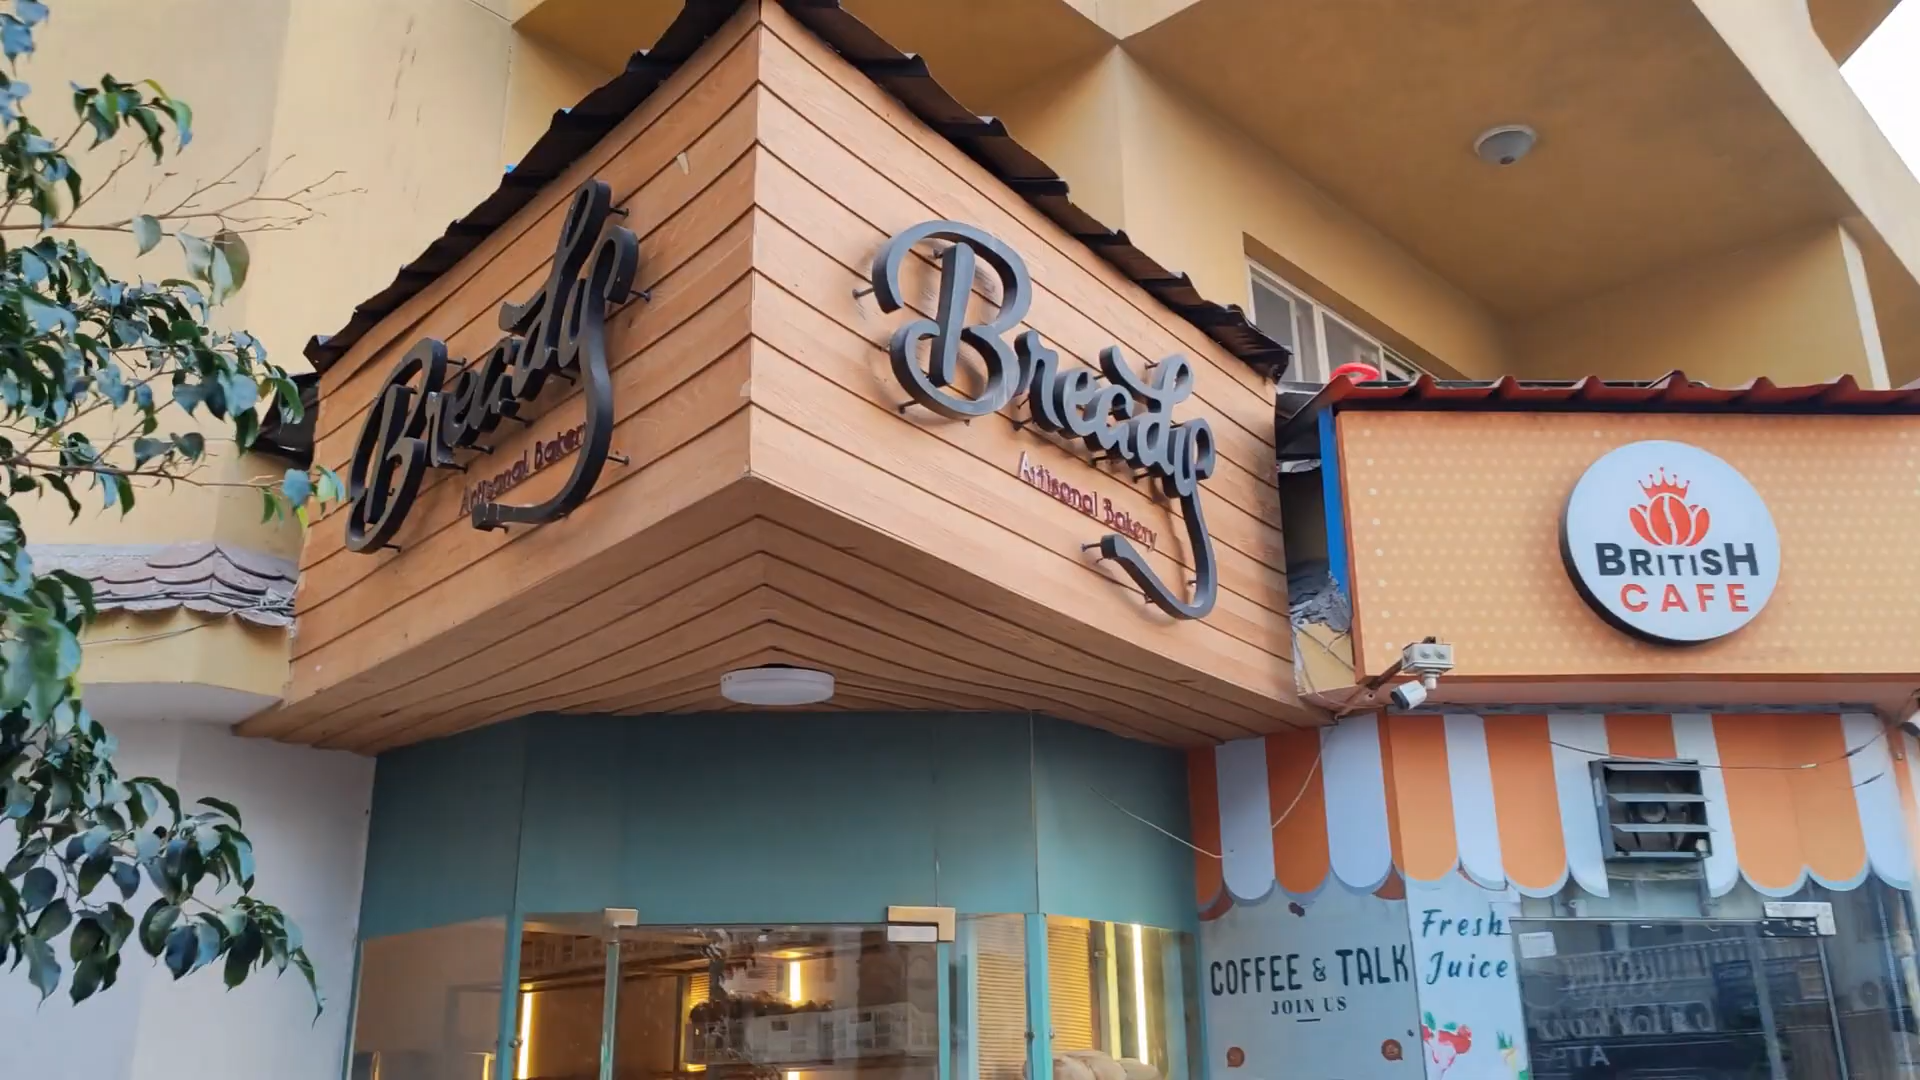 Bready
Artisanal Bakery
Bready
Artisanal Bakery
BRITISH
CAFE
COFFEE & TALK
JOIN US
Fresh
Juice